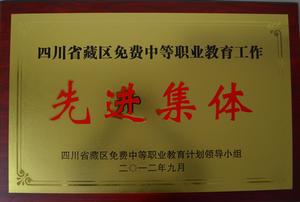 四川省藏区免费中等职业教育工作
先进集体
四川省藏区免费中等职业教育计划领导小组
二〇一二年九月